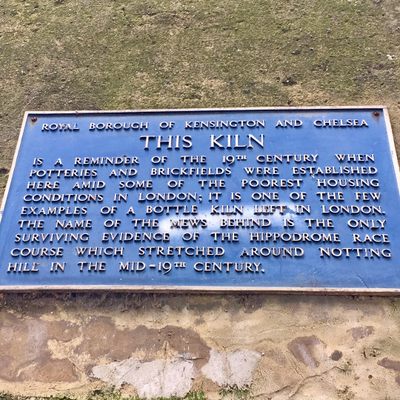 ROYAL BOROUGH OF KENSINGTON AND CHELSEA
THIS KILN
IS A REMINDER OF THE 19TH CENTURY WHEN
POTTERIES AND BRICKFIELDS WERE ESTABLISHED
HERE AMID SOME OF THE POOREST HOUSING
CONDITIONS IN LONDON; IT IS ONE OF THE FEW
EXAMPLES OF A BOTTLE KILN LEFT IN LONDON.
THE NAME OF THE MEWS BEHIND IS THE ONLY
SURVIVING EVIDENCE OF THE HIPPODROME RACE
COURSE WHICH STRETCHED AROUND NOTTING
HILL IN THE MID-19TH CENTURY.